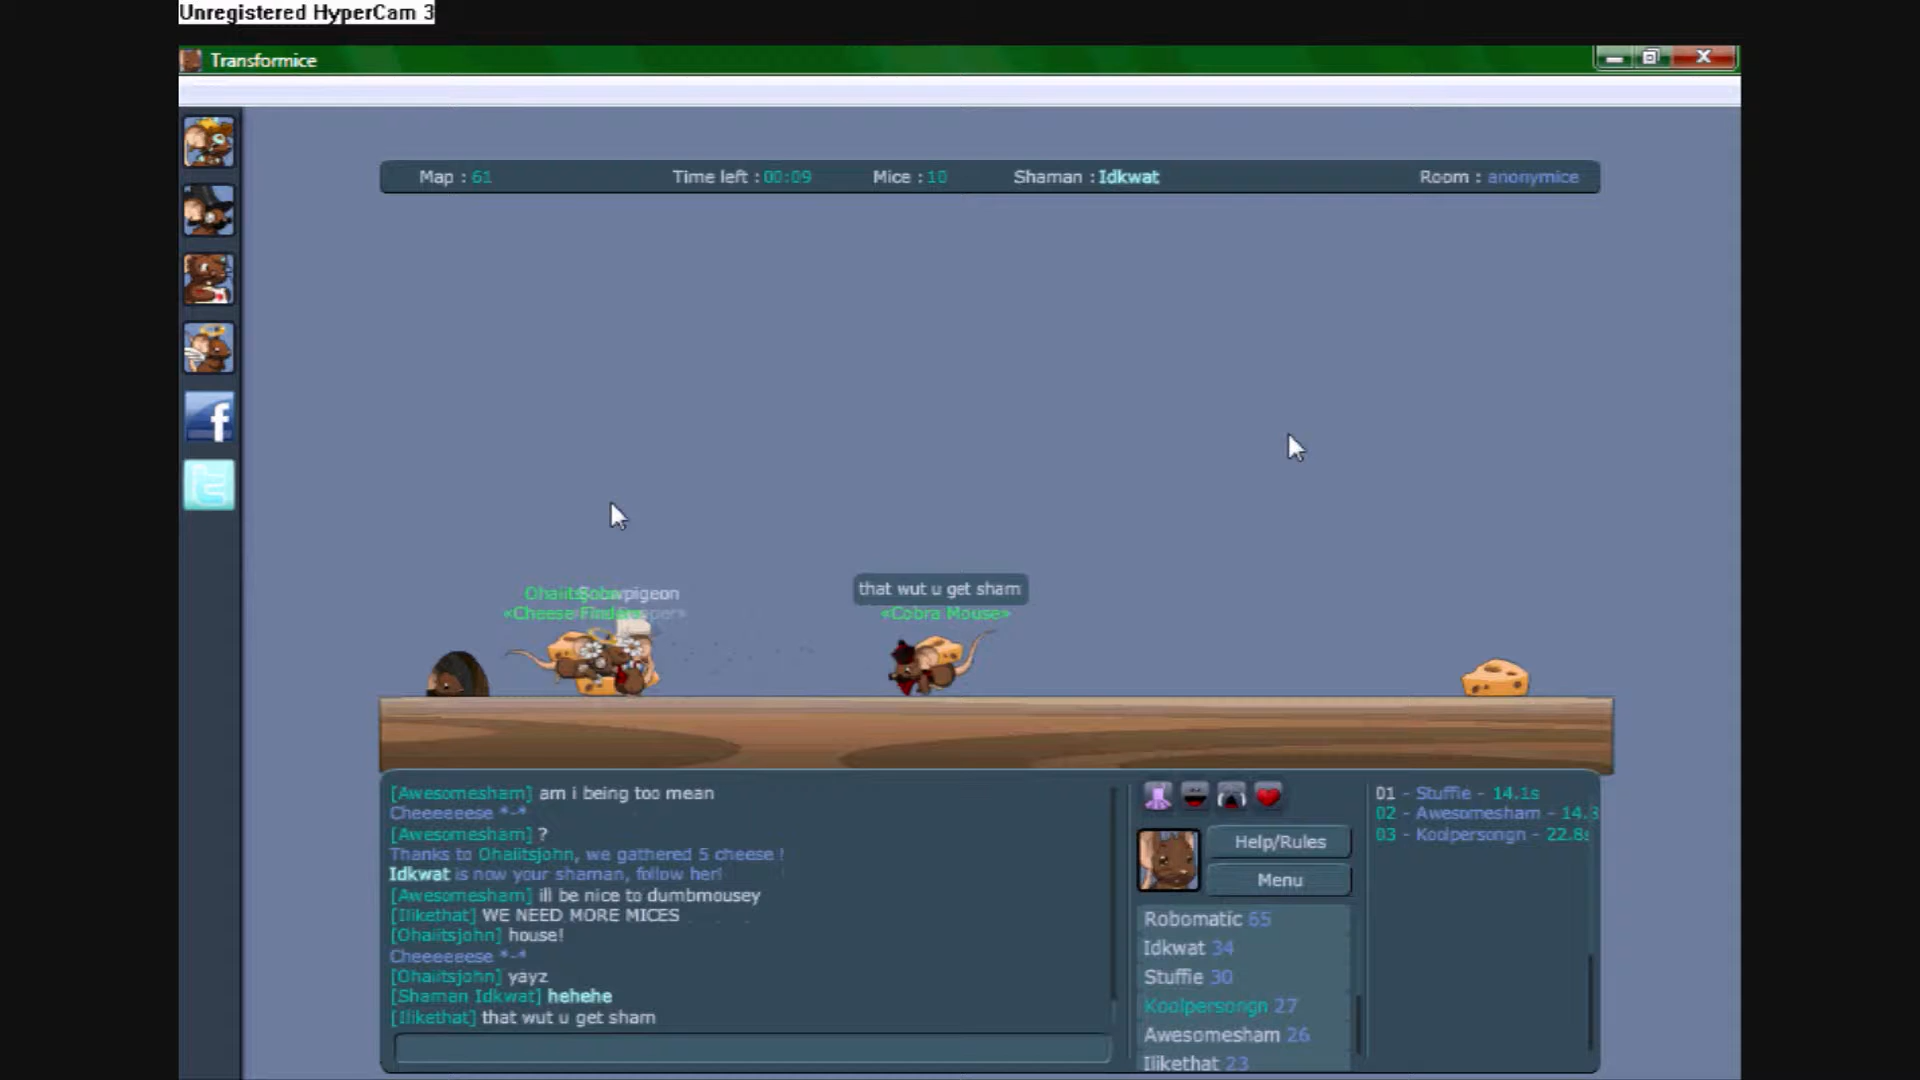 Unregistered HyperCam 3
Transformice
Map : 61 Time left : 00:09 Mice : 10 Shaman : Idkwat Room : anonymice
that wut u get sham
«Cobra Mouse»
pigeon
«Cheese
[Awesomesham] am i being too mean
Cheeeeeese *-*
[Awesomesham] ?
Thanks to Ohaiitsjohn, we gathered 5 cheese !
Idkwat is now your shaman, follow her!
[Awesomesham] ill be nice to dumbmousey
[Ilikethat] WE NEED MORE MICES
[Ohaiitsjohn] house!
Cheeeeeese *-*
[Ohaiitsjohn] yayz
[Shaman Idkwat] hehehe
[Ilikethat] that wut u get sham
Help/Rules
Menu
Robomatic 65
Idkwat 34
Stuffie 30
Koolpersongn 27
Awesomesham 26
Ilikethat 23
01 - Stuffie - 14.1s
02 - Awesomesham - 14.3
03 - Koolpersongn - 22.8s